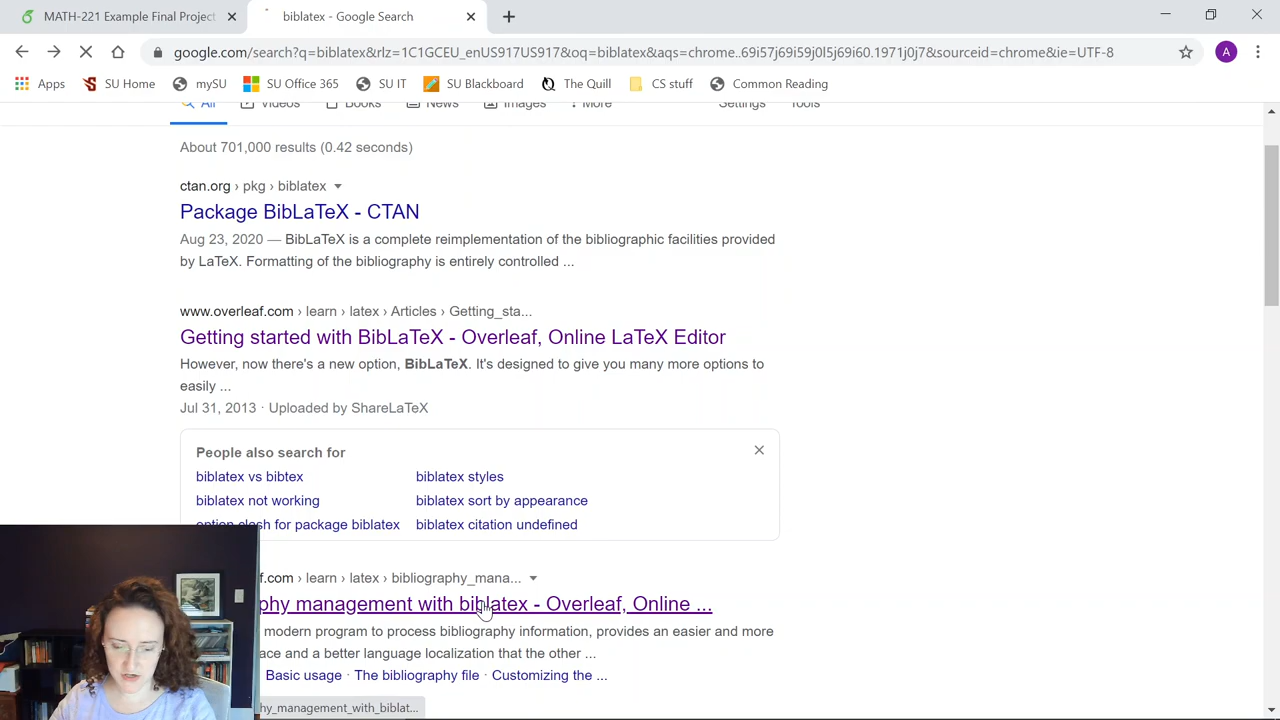 MATH-221 Example Final Project
biblatex - Google Search
google.com/search?q=biblatex&rlz=1C1GCEU_enUS917US917&oq=biblatex&aqs=chrome..69i57j69i59j0l5j69i60.1971j0j7&sourceid=chrome&ie=UTF-8
A
Apps SU Home mySU SU Office 365 SU IT SU Blackboard The Quill CS stuff Common Reading
All Videos Books News Images More Settings Tools
About 701,000 results (0.42 seconds)
ctan.org › pkg › biblatex
Package BibLaTeX - CTAN
Aug 23, 2020 — BibLaTeX is a complete reimplementation of the bibliographic facilities provided
by LaTeX. Formatting of the bibliography is entirely controlled ...
www.overleaf.com › learn › latex › Articles › Getting_sta...
Getting started with BibLaTeX - Overleaf, Online LaTeX Editor
However, now there's a new option, BibLaTeX. It's designed to give you many more options to
easily ...
Jul 31, 2013 · Uploaded by ShareLaTeX
People also search for
biblatex vs bibtex biblatex styles
biblatex not working biblatex sort by appearance
option clash for package biblatex biblatex citation undefined
f.com › learn › latex › bibliography_mana...
phy management with biblatex - Overleaf, Online ...
modern program to process bibliography information, provides an easier and more
ace and a better language localization that the other ...
Basic usage · The bibliography file · Customizing the ...
hy_management_with_biblat...